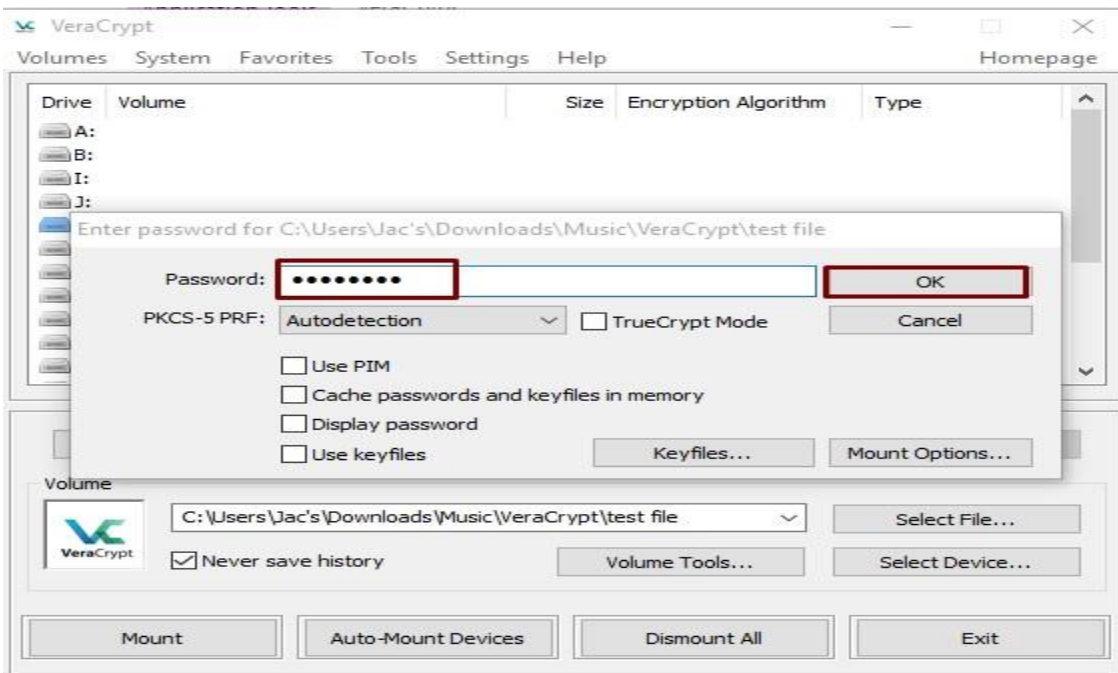 VeraCrypt
Volumes System Favorites Tools Settings Help Homepage
Drive Volume Size Encryption Algorithm Type
A:
B:
I:
J:
Enter password for C:\Users\Jac's\Downloads\Music\VeraCrypt\test file
Password: ●●●●●●●● OK
PKCS-5 PRF: Autodetection TrueCrypt Mode Cancel
Use PIM
Cache passwords and keyfiles in memory
Display password
Use keyfiles Keyfiles... Mount Options...
Volume
VeraCrypt C:\Users\Jac's\Downloads\Music\VeraCrypt\test file Select File...
Never save history Volume Tools... Select Device...
Mount Auto-Mount Devices Dismount All Exit